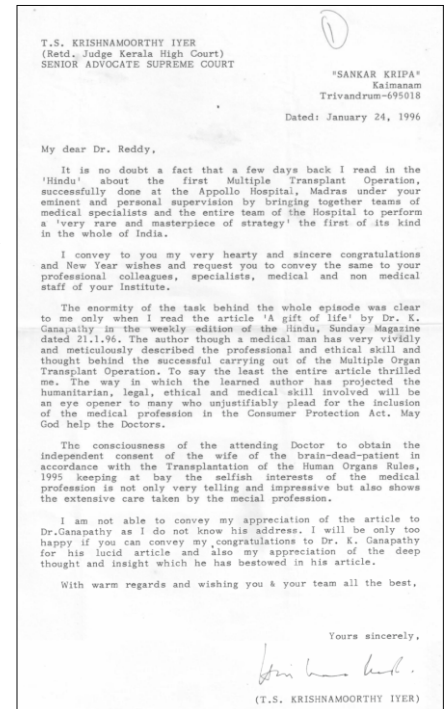 1
T.S. KRISHNAMOORTHY IYER
(Retd. Judge Kerala High Court)
SENIOR ADVOCATE SUPREME COURT
"SANKAR KRIPA"
Kaimanam
Trivandrum-695018
Dated: January 24, 1996
My dear Dr. Reddy,
It is no doubt a fact that a few days back I read in the
'Hindu' about the first Multiple Transplant Operation,
successfully done at the Appollo Hospital, Madras under your
eminent and personal supervision by bringing together teams of
medical specialists and the entire team of the Hospital to perform
a 'very rare and masterpiece of strategy' the first of its kind
in the whole of India.
I convey to you my very hearty and sincere congratulations
and New Year wishes and request you to convey the same to your
professional colleagues, specialists, medical and non medical
staff of your Institute.
The enormity of the task behind the whole episode was clear
to me only when I read the article 'A gift of life' by Dr. K.
Ganapathy in the weekly edition of the Hindu, Sunday Magazine
dated 21.1.96. The author though a medical man has very vividly
and meticulously described the professional and ethical skill and
thought behind the successful carrying out of the Multiple Organ
Transplant Operation. To say the least the entire article thrilled
me. The way in which the learned author has projected the
humanitarian, legal, ethical and medical skill involved will be
an eye opener to many who unjustifiably plead for the inclusion
of the medical profession in the Consumer Protection Act. May
God help the Doctors.
The consciousness of the attending Doctor to obtain the
independent consent of the wife of the brain-dead-patient in
accordance with the Transplantation of the Human Organs Rules,
1995 keeping at bay the selfish interests of the medical
profession is not only very telling and impressive but also shows
the extensive care taken by the mecial profession.
I am not able to convey my appreciation of the article to
Dr.Ganapathy as I do not know his address. I will be only too
happy if you can convey my congratulations to Dr. K. Ganapathy
for his lucid article and also my appreciation of the deep
thought and insight which he has bestowed in his article.
With warm regards and wishing you & your team all the best,
Yours sincerely,
(T.S. KRISHNAMOORTHY IYER)